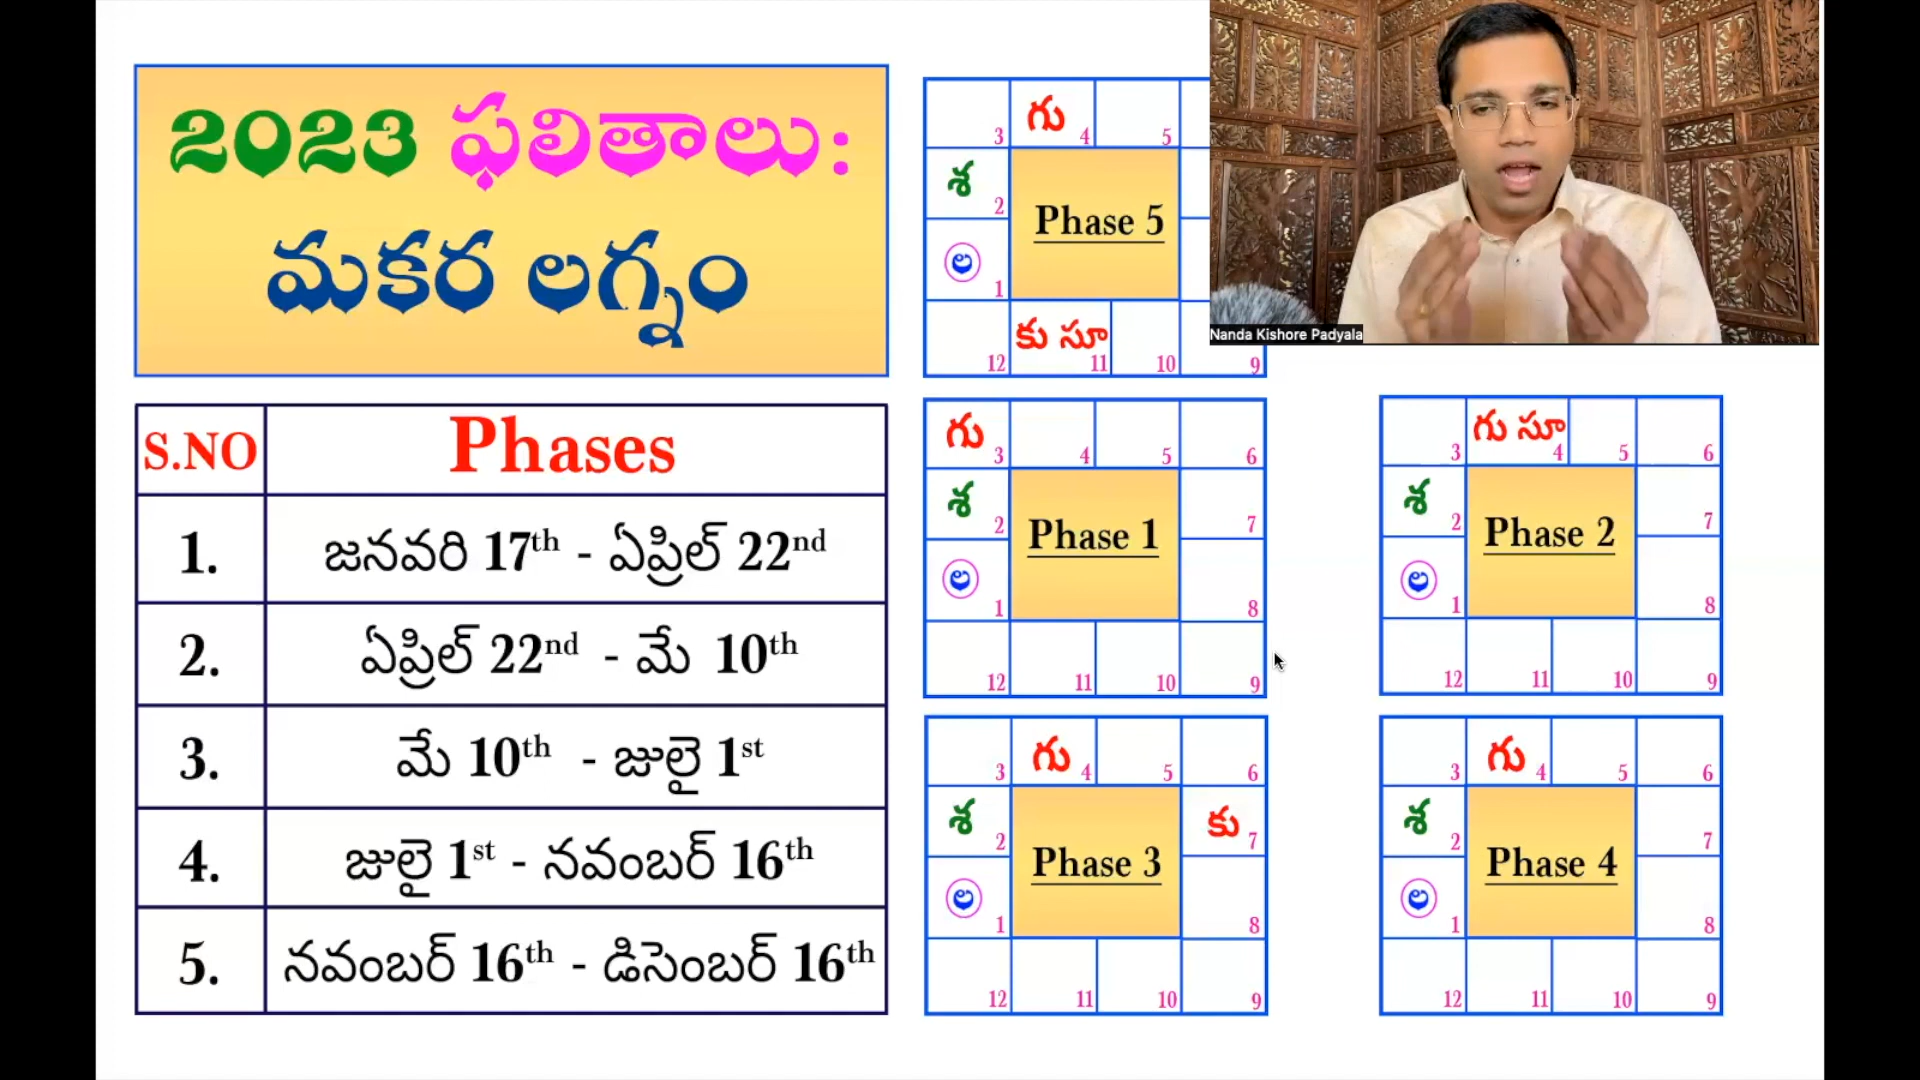 2023 ఫలితాలు:
మకర లగ్నం
S.NO Phases
1. జనవరి 17th - ఏప్రిల్ 22nd
2. ఏప్రిల్ 22nd - మే 10th
3. మే 10th - జులై 1st
4. జులై 1st - నవంబర్ 16th
5. నవంబర్ 16th - డిసెంబర్ 16th
3 గు 4 5
శ 2
Phase 5
ల 1
12 కు సూ 11 10 9
Nanda Kishore Padyala
గు 3 4 5 6
శ 2 7
Phase 1
ల 1 8
12 11 10 9
3 గు సూ 4 5 6
శ 2 7
Phase 2
ల 1 8
12 11 10 9
3 గు 4 5 6
శ 2 కు 7
Phase 3
ల 1 8
12 11 10 9
3 గు 4 5 6
శ 2 7
Phase 4
ల 1 8
12 11 10 9